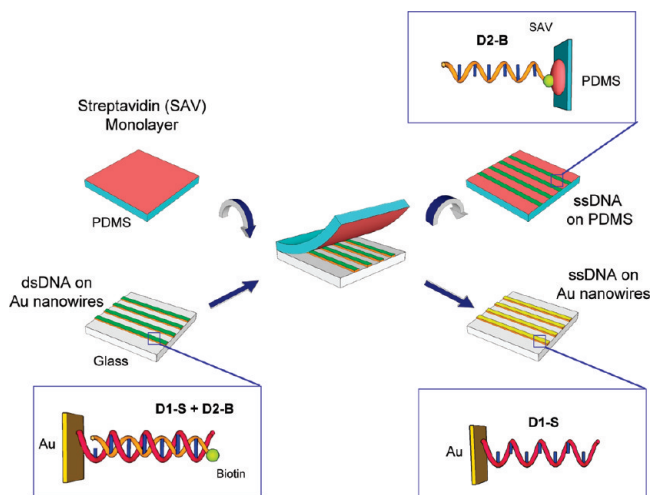 SAV
D2-B
PDMS
Streptavidin (SAV)
Monolayer
PDMS
ssDNA
on PDMS
dsDNA on
Au nanowires
ssDNA on
Au nanowires
Glass
D1-S + D2-B
Au
Biotin
D1-S
Au